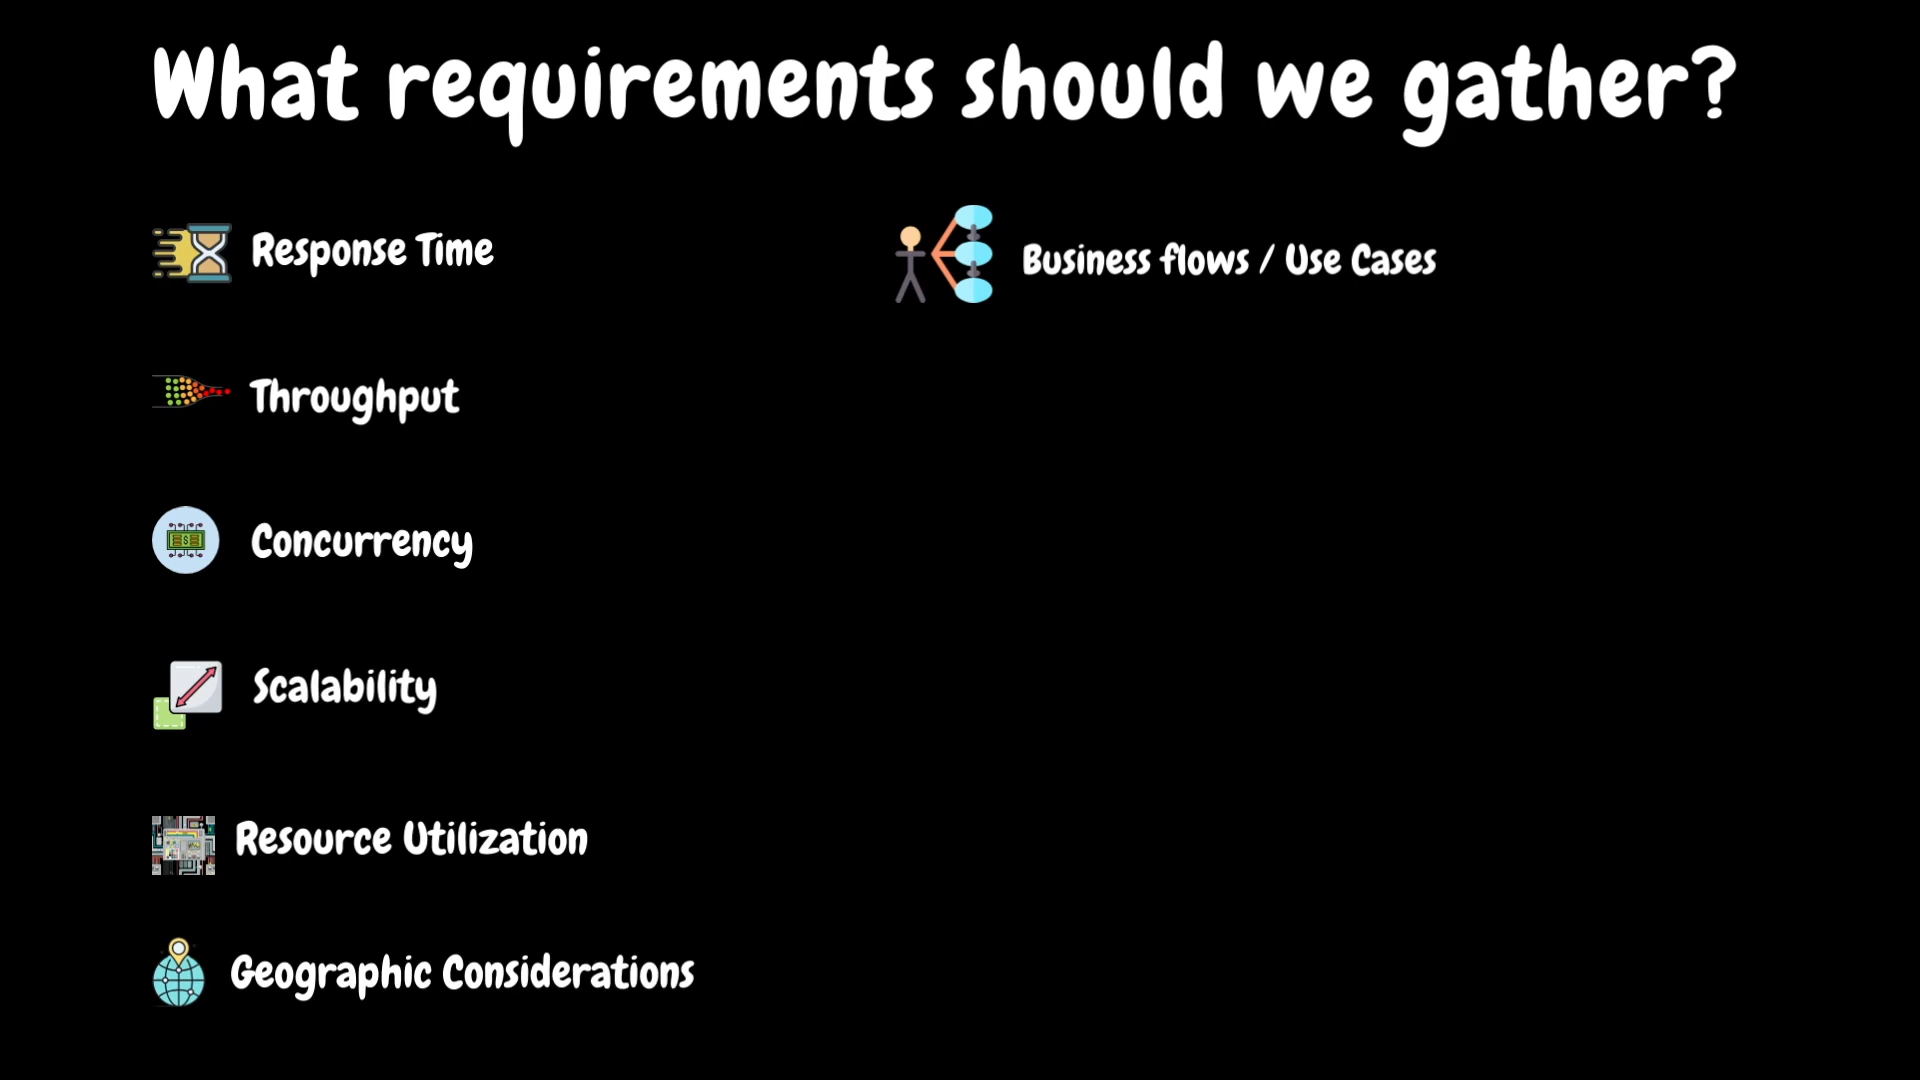 What requirements should we gather?
Response Time
Throughput
Concurrency
Scalability
Resource Utilization
Geographic Considerations
Business flows / Use Cases